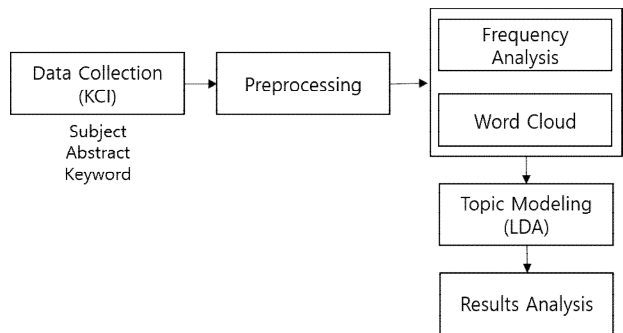 Data Collection
(KCI)
Subject
Abstract
Keyword
Preprocessing
Frequency
Analysis
Word Cloud
Topic Modeling
(LDA)
Results Analysis